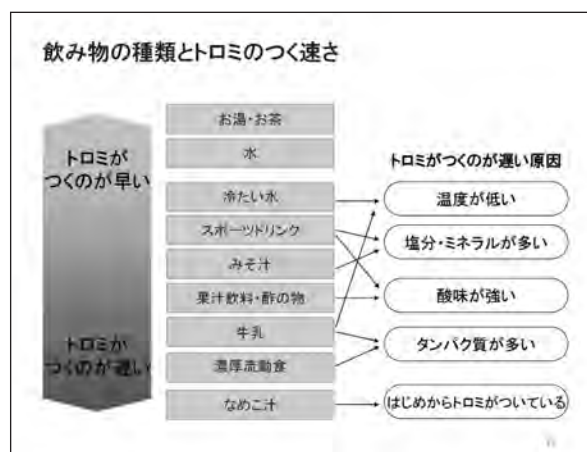 飲み物の種類とトロミのつく速さ
トロミが
つくのが早い
トロミが
つくのが遅い
お湯・お茶
水
冷たい水
スポーツドリンク
みそ汁
果汁飲料・酢の物
牛乳
濃厚流動食
なめこ汁
トロミがつくのが遅い原因
温度が低い
塩分・ミネラルが多い
酸味が強い
タンパク質が多い
はじめからトロミがついている